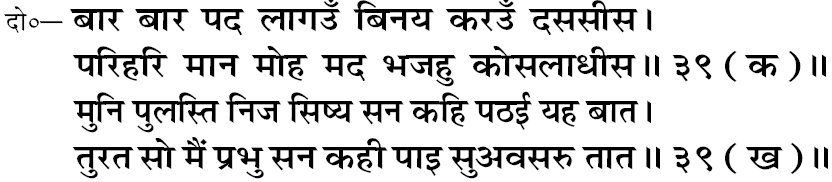 दो०— बार बार पद लागउँ बिनय करउँ दससीस।
परिहरि मान मोह मद भजहु कोसलाधीस॥ ३९ ( क )॥
मुनि पुलस्ति निज सिष्य सन कहि पठई यह बात।
तुरत सो मैं प्रभु सन कही पाइ सुअवसरु तात॥ ३९ ( ख )॥